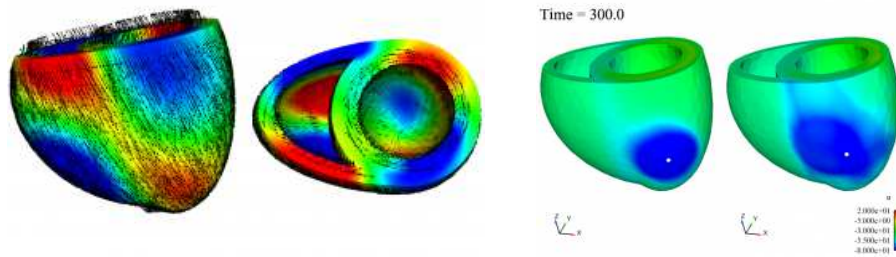 Time = 300.0
Z Y X
Z Y X
u
2.000e+01
-5.000e+00
-3.000e+01
-5.500e+01
-8.000e+01